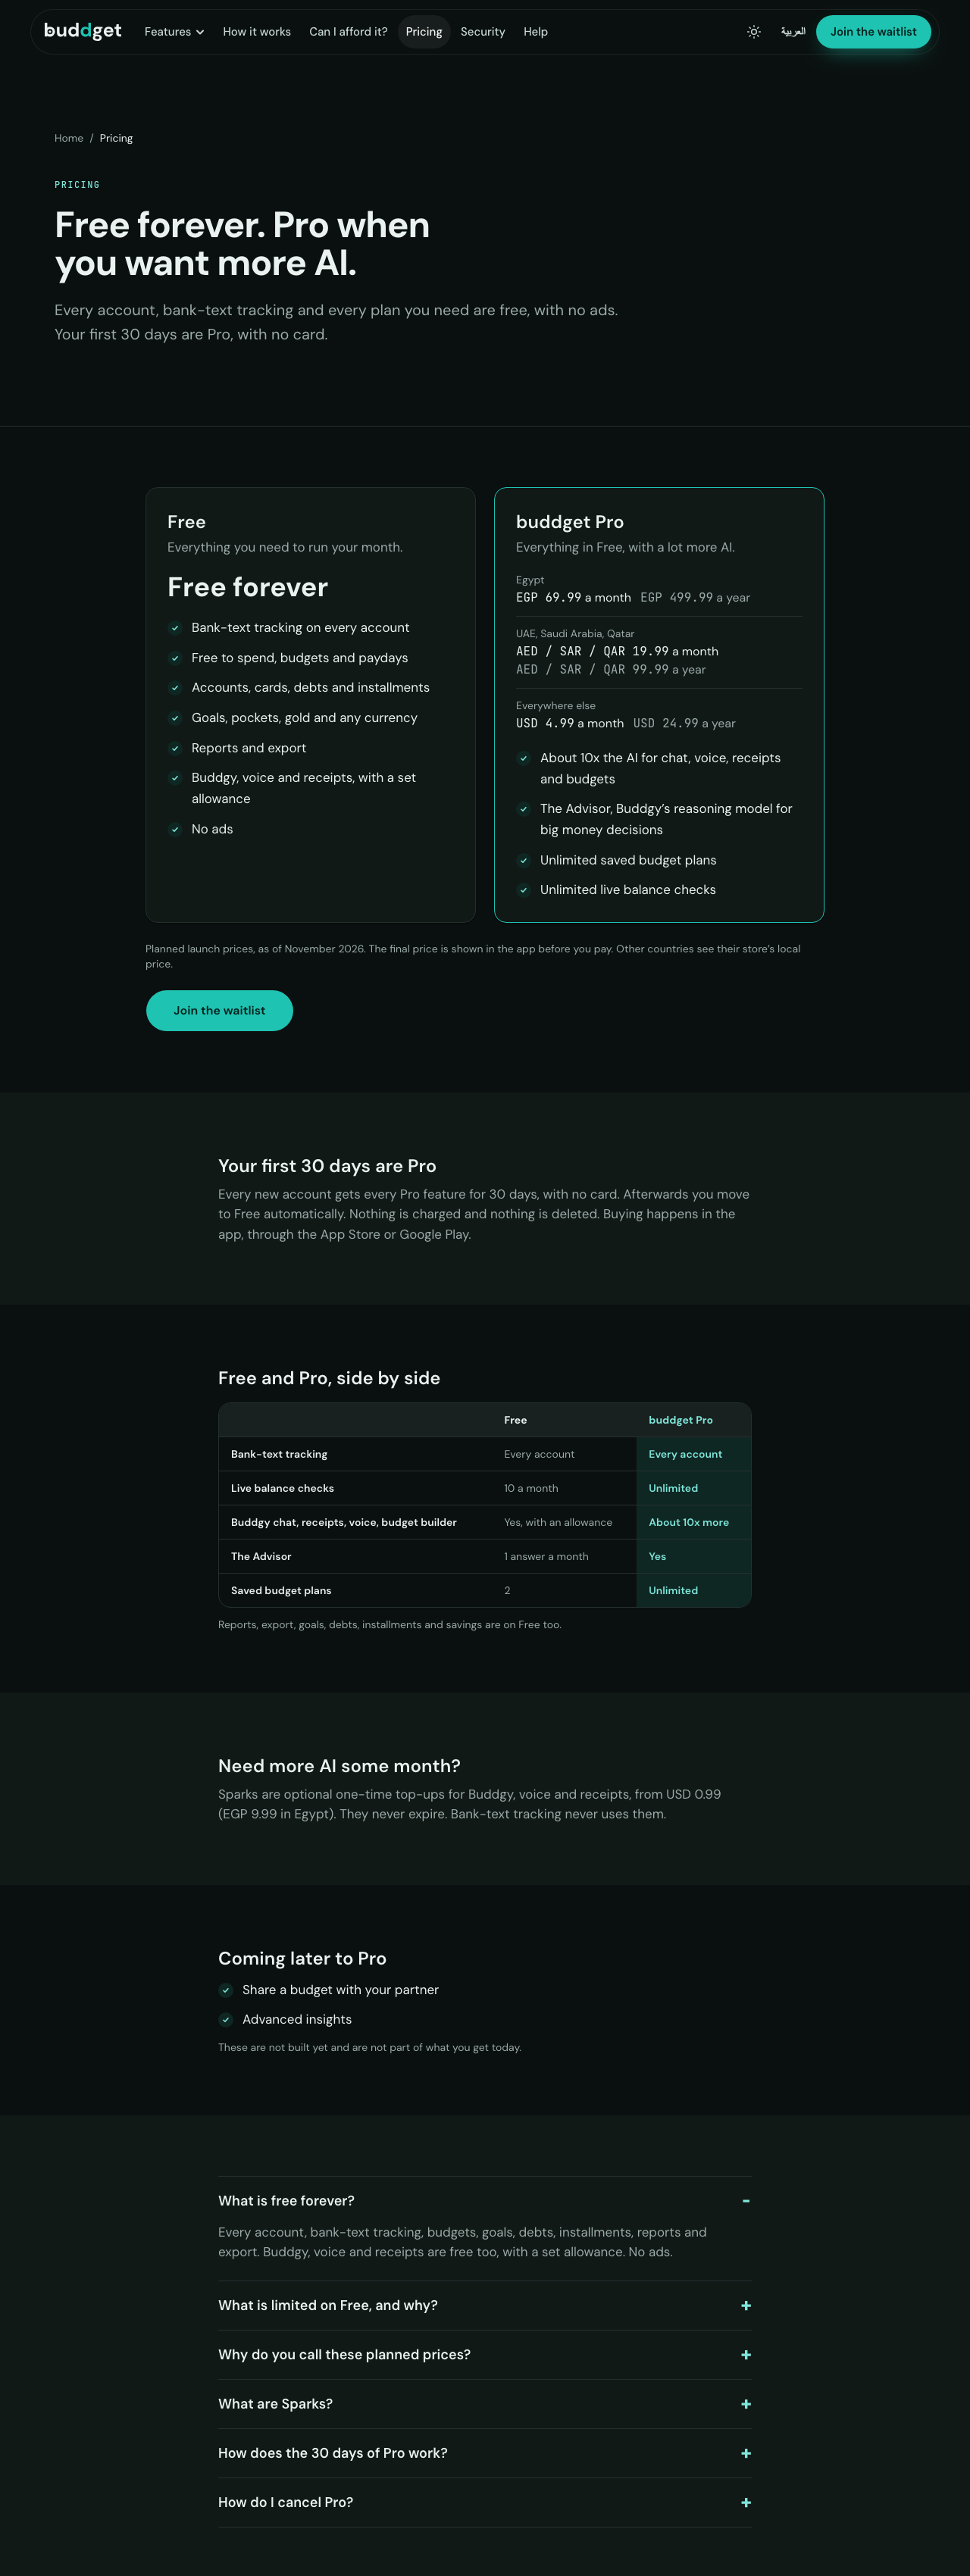 buddget
Features
How it works
Can I afford it?
Pricing
Security
Help
العربية
Join the waitlist
Home / Pricing
PRICING
Free forever. Pro when
you want more AI.
Every account, bank-text tracking and every plan you need are free, with no ads.
Your first 30 days are Pro, with no card.
Free
Everything you need to run your month.
Free forever
Bank-text tracking on every account
Free to spend, budgets and paydays
Accounts, cards, debts and installments
Goals, pockets, gold and any currency
Reports and export
Buddgy, voice and receipts, with a set
allowance
No ads
buddget Pro
Everything in Free, with a lot more AI.
Egypt
EGP 69.99 a month EGP 499.99 a year
UAE, Saudi Arabia, Qatar
AED / SAR / QAR 19.99 a month
AED / SAR / QAR 99.99 a year
Everywhere else
USD 4.99 a month USD 24.99 a year
About 10x the AI for chat, voice, receipts
and budgets
The Advisor, Buddgy’s reasoning model for
big money decisions
Unlimited saved budget plans
Unlimited live balance checks
Planned launch prices, as of November 2026. The final price is shown in the app before you pay. Other countries see their store’s local
price.
Join the waitlist
Your first 30 days are Pro
Every new account gets every Pro feature for 30 days, with no card. Afterwards you move
to Free automatically. Nothing is charged and nothing is deleted. Buying happens in the
app, through the App Store or Google Play.
Free and Pro, side by side
Free buddget Pro
Bank-text tracking Every account Every account
Live balance checks 10 a month Unlimited
Buddgy chat, receipts, voice, budget builder Yes, with an allowance About 10x more
The Advisor 1 answer a month Yes
Saved budget plans 2 Unlimited
Reports, export, goals, debts, installments and savings are on Free too.
Need more AI some month?
Sparks are optional one-time top-ups for Buddgy, voice and receipts, from USD 0.99
(EGP 9.99 in Egypt). They never expire. Bank-text tracking never uses them.
Coming later to Pro
Share a budget with your partner
Advanced insights
These are not built yet and are not part of what you get today.
What is free forever? -
Every account, bank-text tracking, budgets, goals, debts, installments, reports and
export. Buddgy, voice and receipts are free too, with a set allowance. No ads.
What is limited on Free, and why? +
Why do you call these planned prices? +
What are Sparks? +
How does the 30 days of Pro work? +
How do I cancel Pro? +